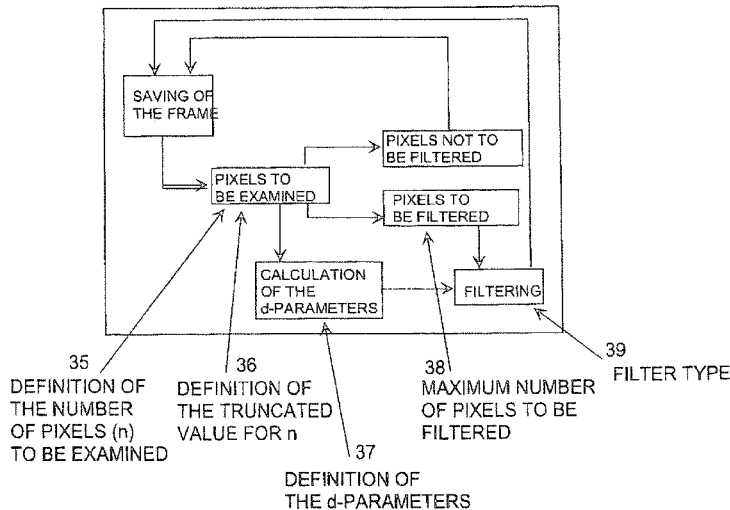 SAVING OF
THE FRAME
PIXELS NOT TO
BE FILTERED
PIXELS TO
BE EXAMINED
PIXELS TO
BE FILTERED
CALCULATION
OF THE
d-PARAMETERS
FILTERING
35
DEFINITION OF
THE NUMBER
OF PIXELS (n)
TO BE EXAMINED
36
DEFINITION OF
THE TRUNCATED
VALUE FOR n
37
DEFINITION OF
THE d-PARAMETERS
38
MAXIMUM NUMBER
OF PIXELS TO BE
FILTERED
39
FILTER TYPE